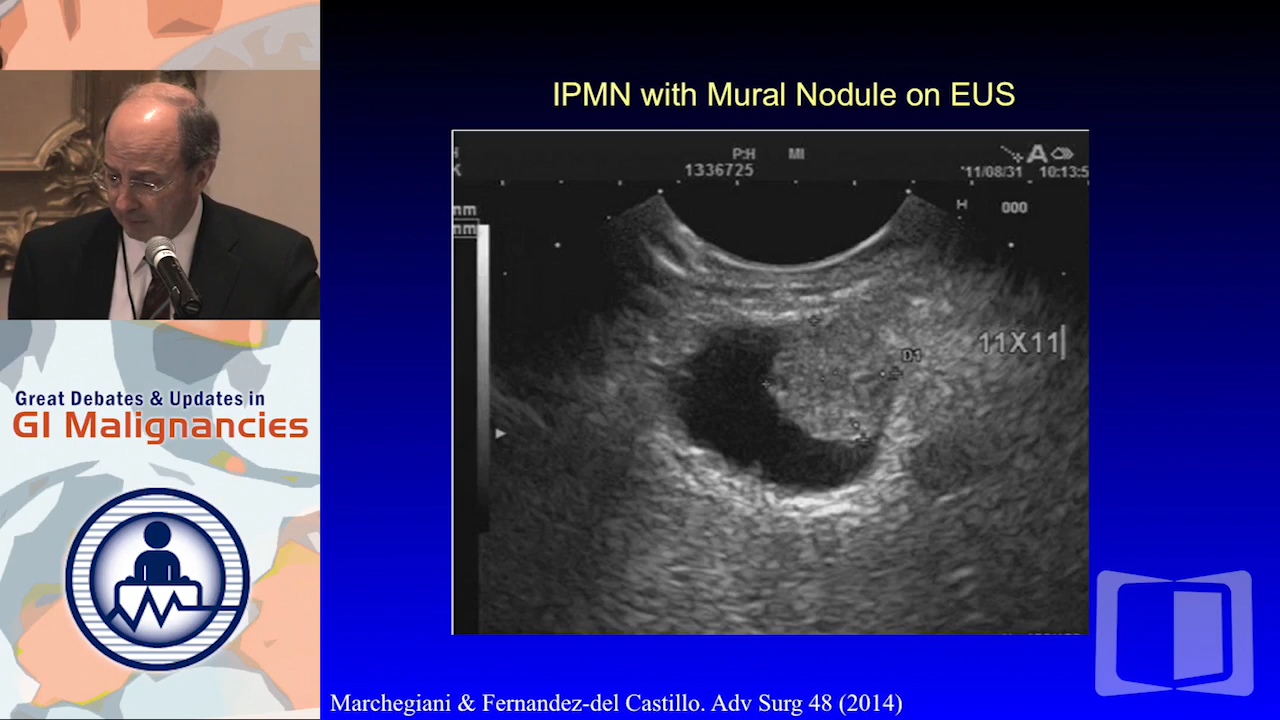 IPMN with Mural Nodule on EUS
P:H MI A
1336725
'11/08/31 10:13:5
H 000
mm
mm
11X11
D1
Great Debates & Updates in
GI Malignancies
Marchegiani & Fernandez-del Castillo. Adv Surg 48 (2014)